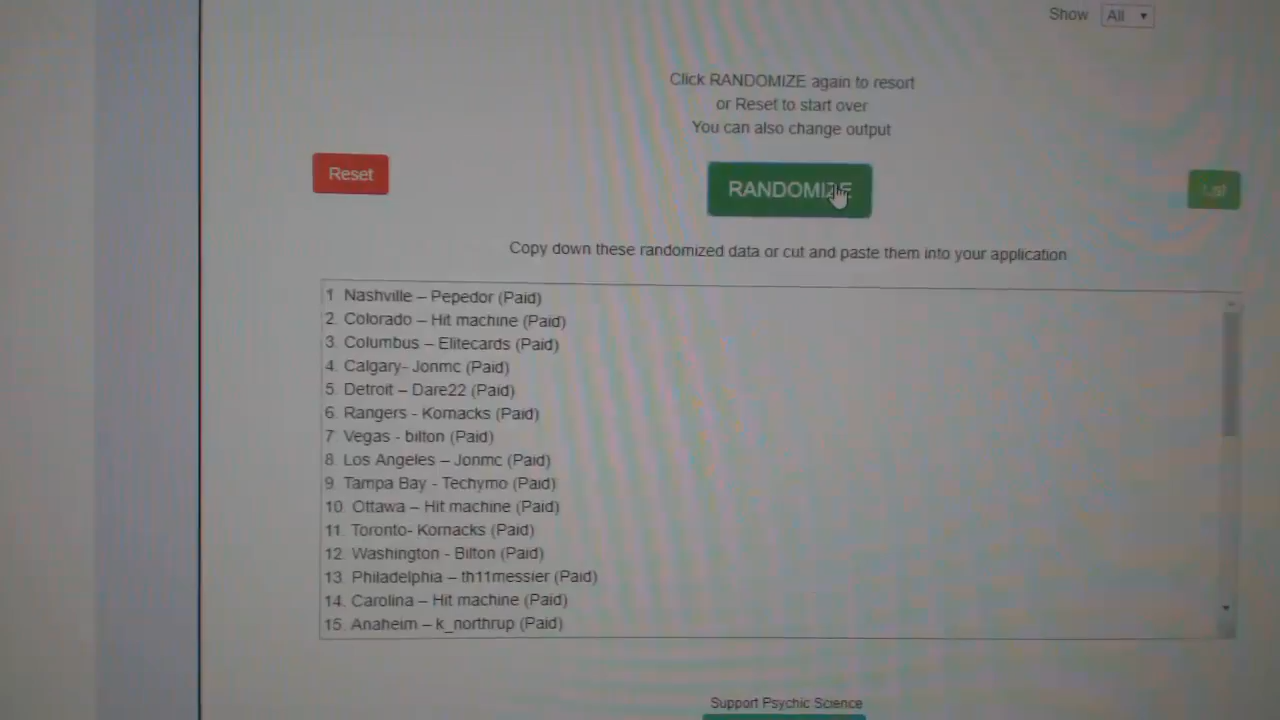 Show All
Click RANDOMIZE again to resort
or Reset to start over
You can also change output
Reset
RANDOMIZE
Copy down these randomized data or cut and paste them into your application
1. Nashville – Pepedor (Paid)
2. Colorado – Hit machine (Paid)
3. Columbus – Elitecards (Paid)
4. Calgary- Jonmc (Paid)
5. Detroit – Dare22 (Paid)
6. Rangers - Komacks (Paid)
7. Vegas - bilton (Paid)
8. Los Angeles – Jonmc (Paid)
9. Tampa Bay - Techymo (Paid)
10. Ottawa – Hit machine (Paid)
11. Toronto- Komacks (Paid)
12. Washington - Bilton (Paid)
13. Philadelphia – th11messier (Paid)
14. Carolina – Hit machine (Paid)
15. Anaheim – k_northrup (Paid)
Support Psychic Science